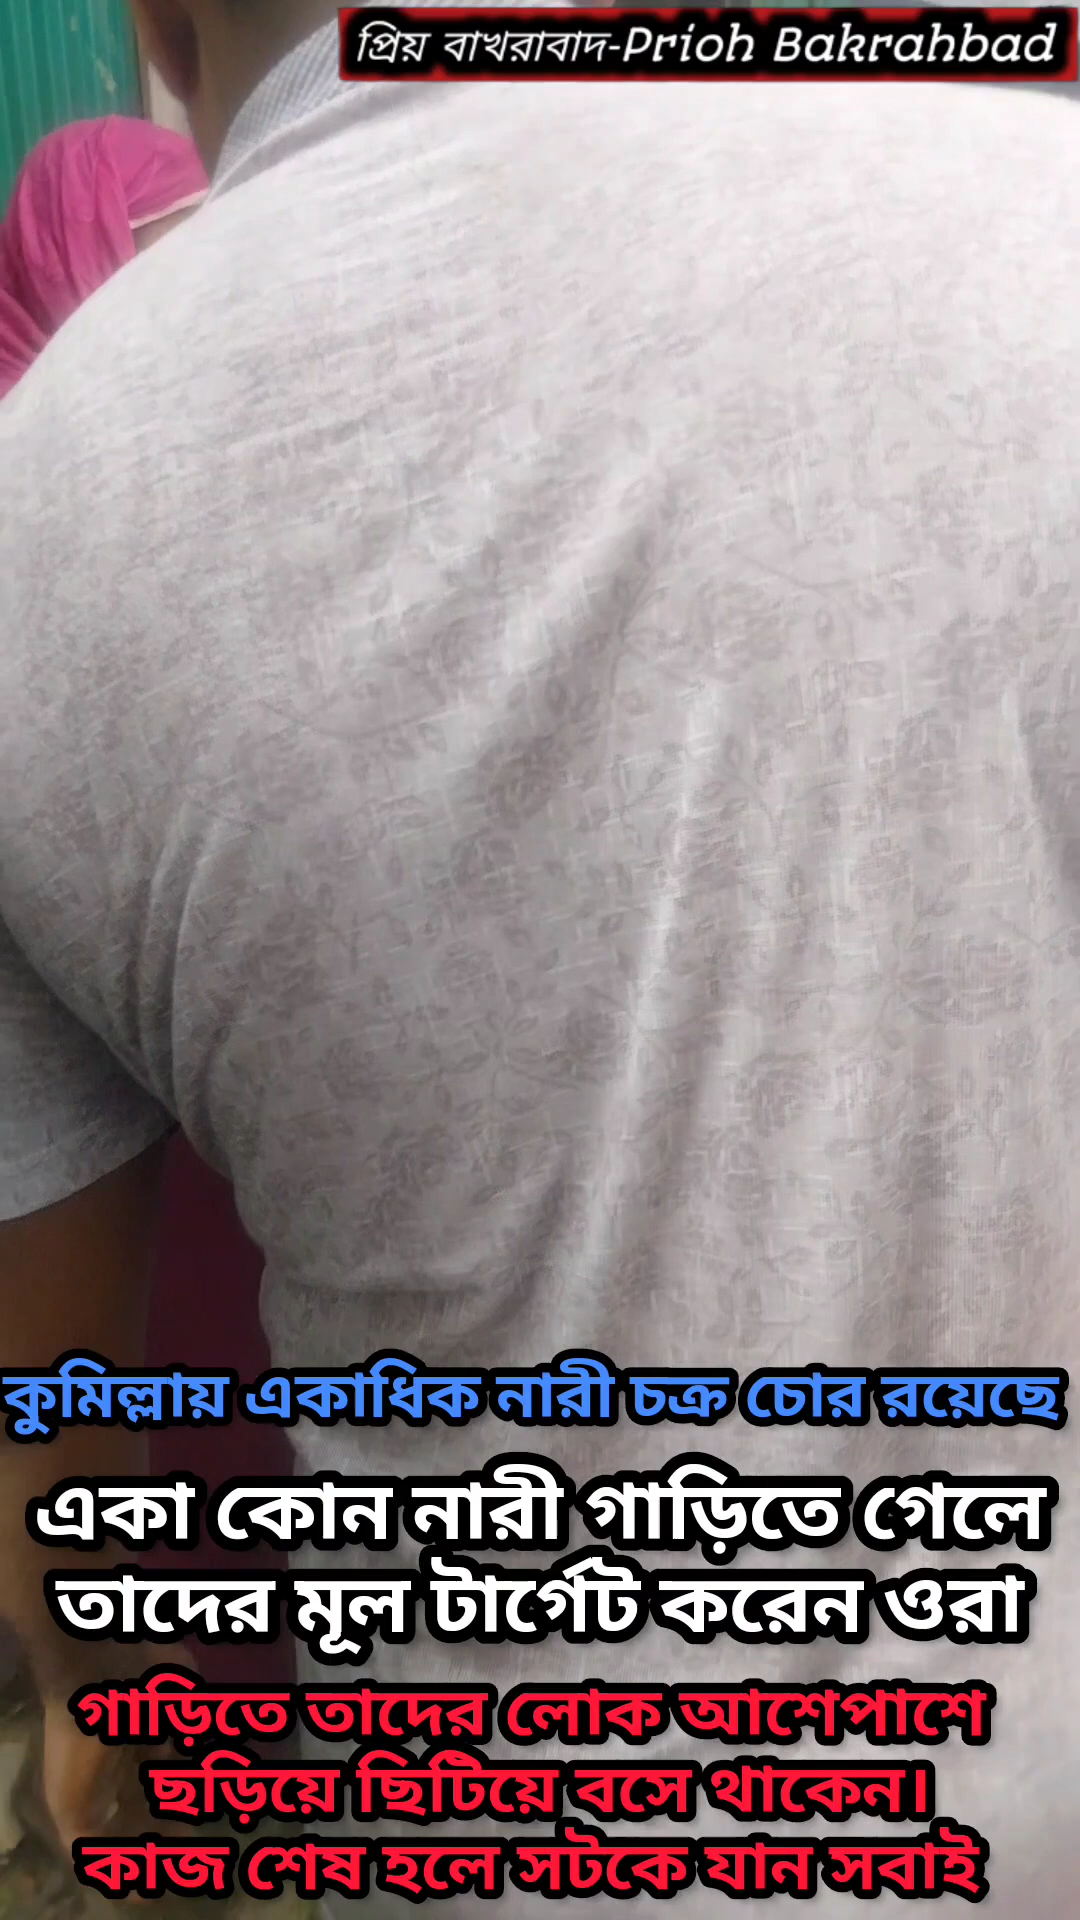 প্রিয় বাখরাবাদ-Prioh Bakrahbad
কুমিল্লায় একাধিক নারী চক্র চোর রয়েছে
একা কোন নারী গাড়িতে গেলে
তাদের মূল টার্গেট করেন ওরা
গাড়িতে তাদের লোক আশেপাশে
ছড়িয়ে ছিটিয়ে বসে থাকেন।
কাজ শেষ হলে সটকে যান সবাই